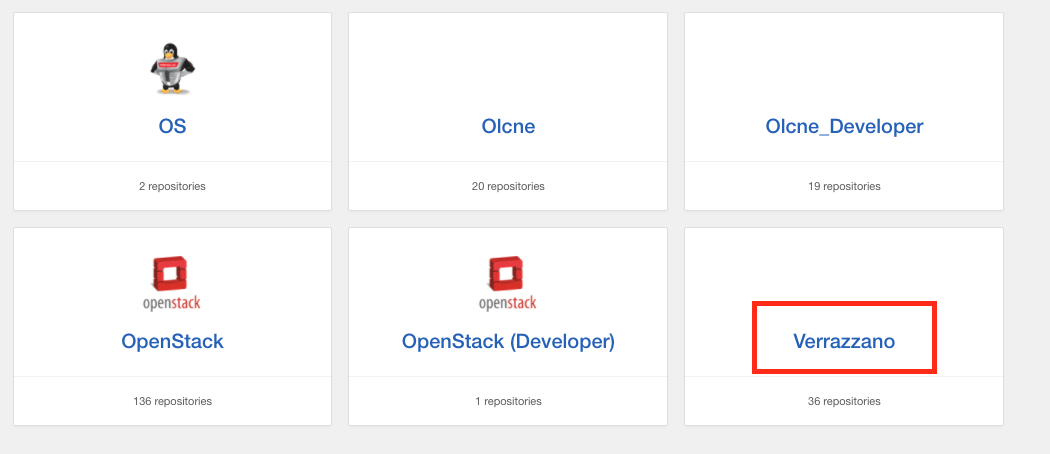 OS
2 repositories
Olcne
20 repositories
Olcne_Developer
19 repositories
openstack
OpenStack
136 repositories
openstack
OpenStack (Developer)
1 repositories
Verrazzano
36 repositories